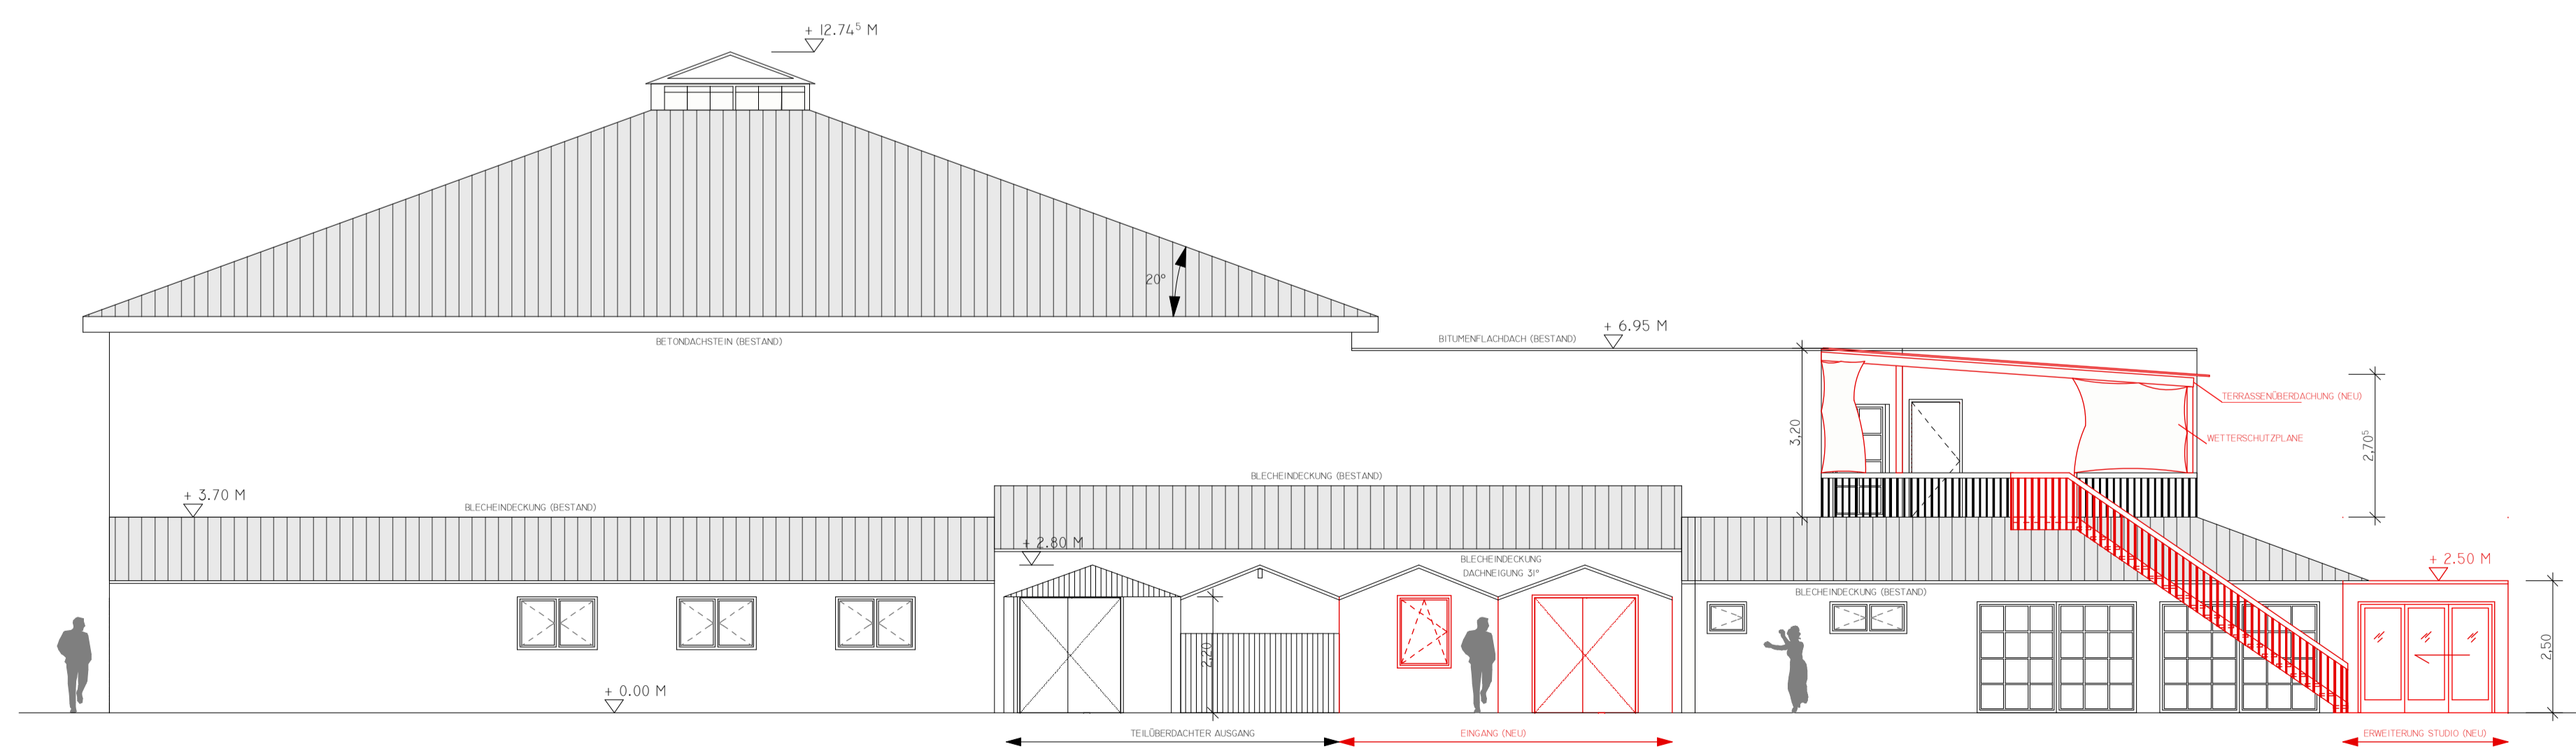 + 12.74⁵ M
20°
BETONDACHSTEIN (BESTAND)
BITUMENFLACHDACH (BESTAND)
+ 6.95 M
TERRASSENÜBERDACHUNG (NEU)
WETTERSCHUTZPLANE
3,20
2,70⁵
+ 3.70 M
BLECHEINDECKUNG (BESTAND)
BLECHEINDECKUNG (BESTAND)
+ 2.80 M
BLECHEINDECKUNG
DACHNEIGUNG 31°
+ 2.50 M
BLECHEINDECKUNG (BESTAND)
2,20
2,50
+ 0.00 M
TEILÜBERDACHTER AUSGANG
EINGANG (NEU)
ERWEITERUNG STUDIO (NEU)